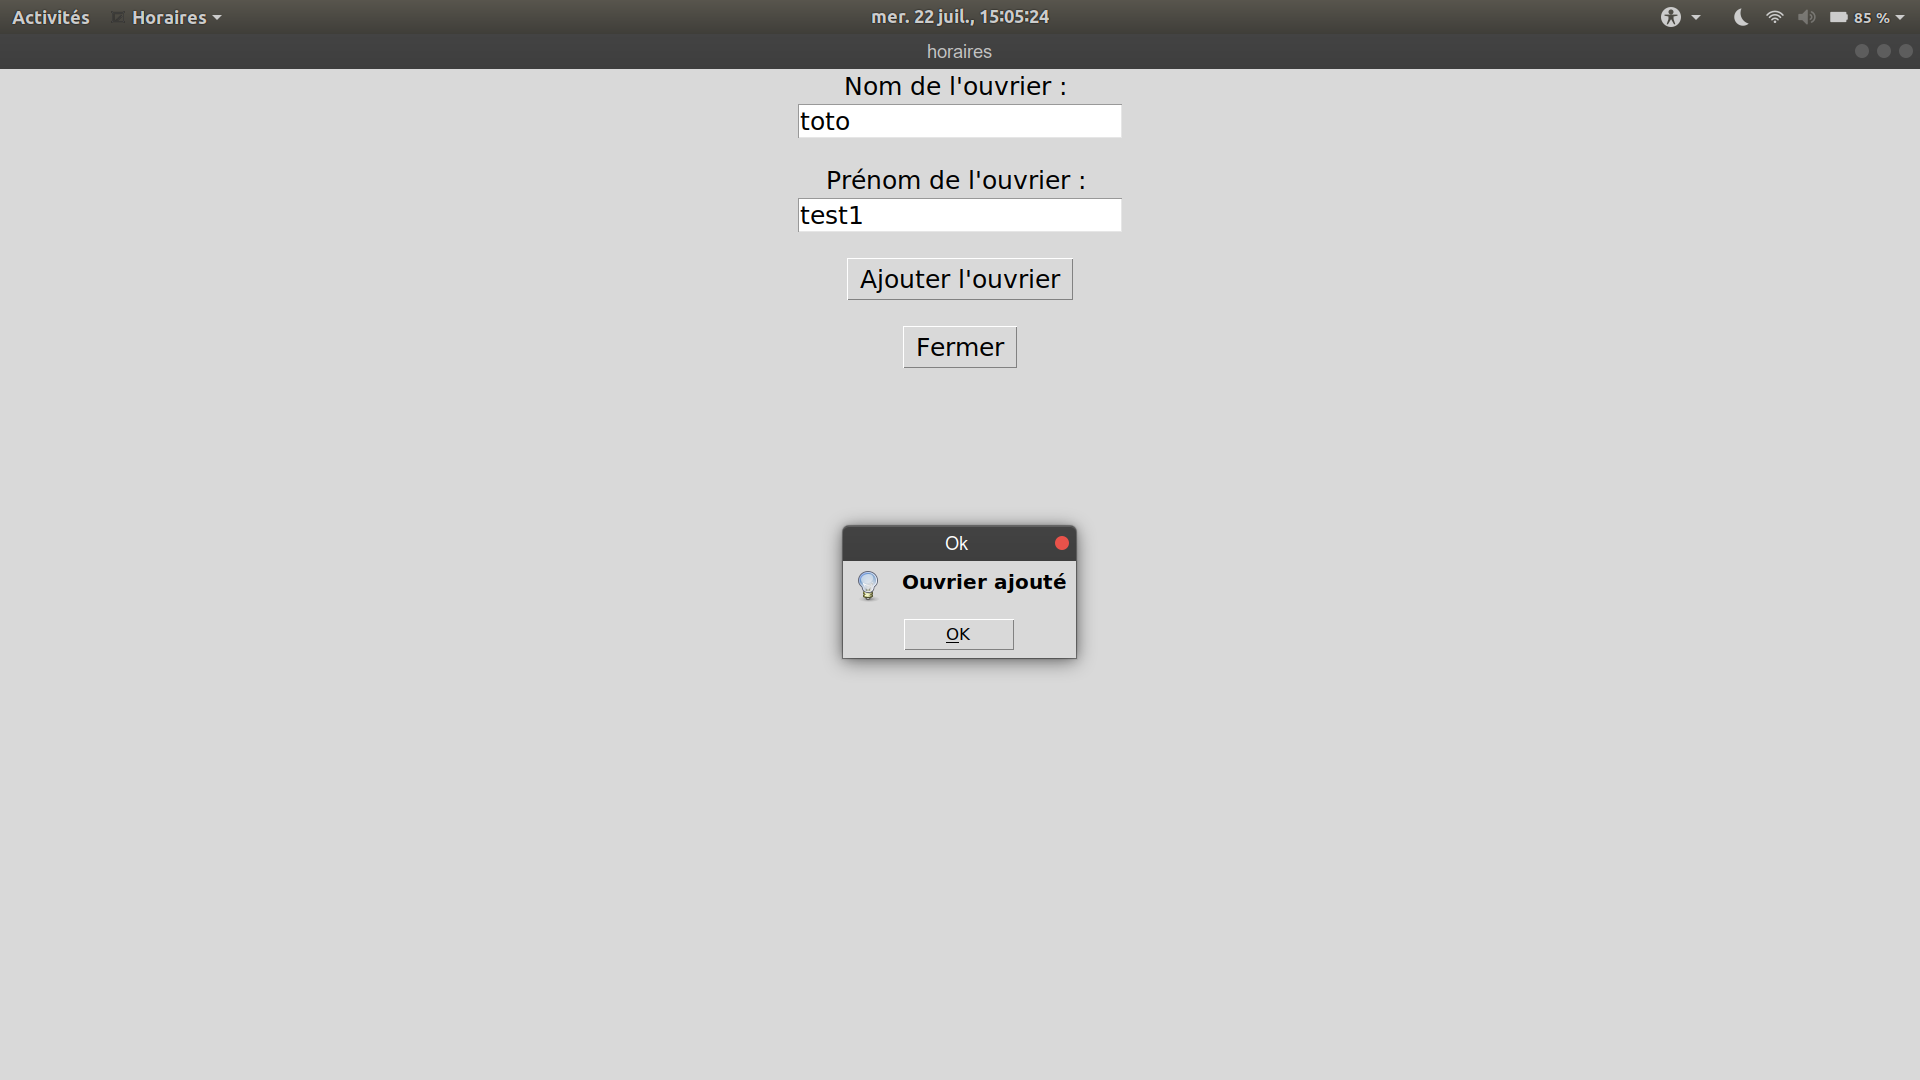 Activités Horaires mer. 22 juil., 15:05:24 85 %
horaires
Nom de l'ouvrier :
toto
Prénom de l'ouvrier :
test1
Ajouter l'ouvrier
Fermer
Ok
Ouvrier ajouté
OK